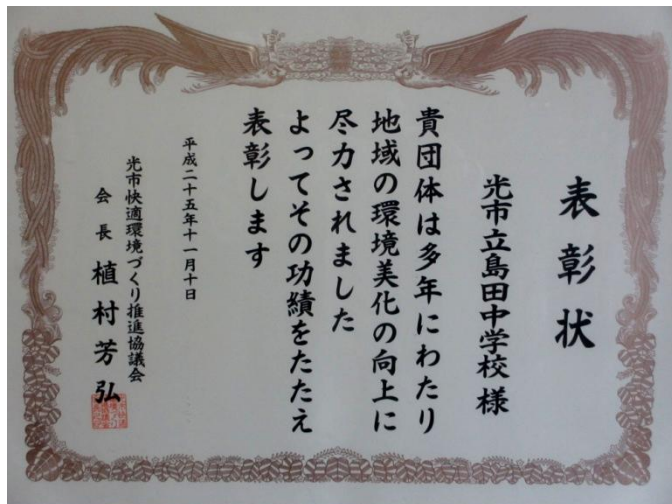 表彰状
光市立島田中学校様
貴団体は多年にわたり
地域の環境美化の向上に
尽力されました
よってその功績をたたえ
表彰します
平成二十五年十一月十日
光市快適環境づくり推進協議会
会長 植村芳弘